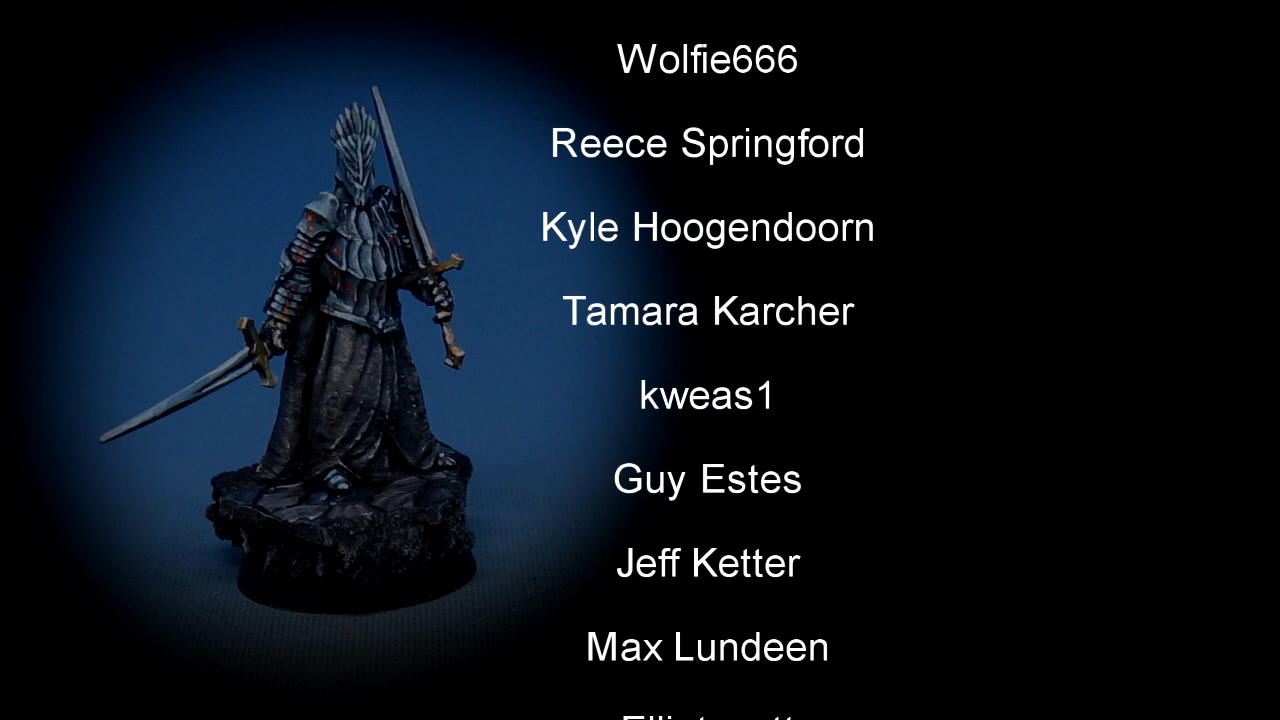 Wolfie666
Reece Springford
Kyle Hoogendoorn
Tamara Karcher
kweas1
Guy Estes
Jeff Ketter
Max Lundeen